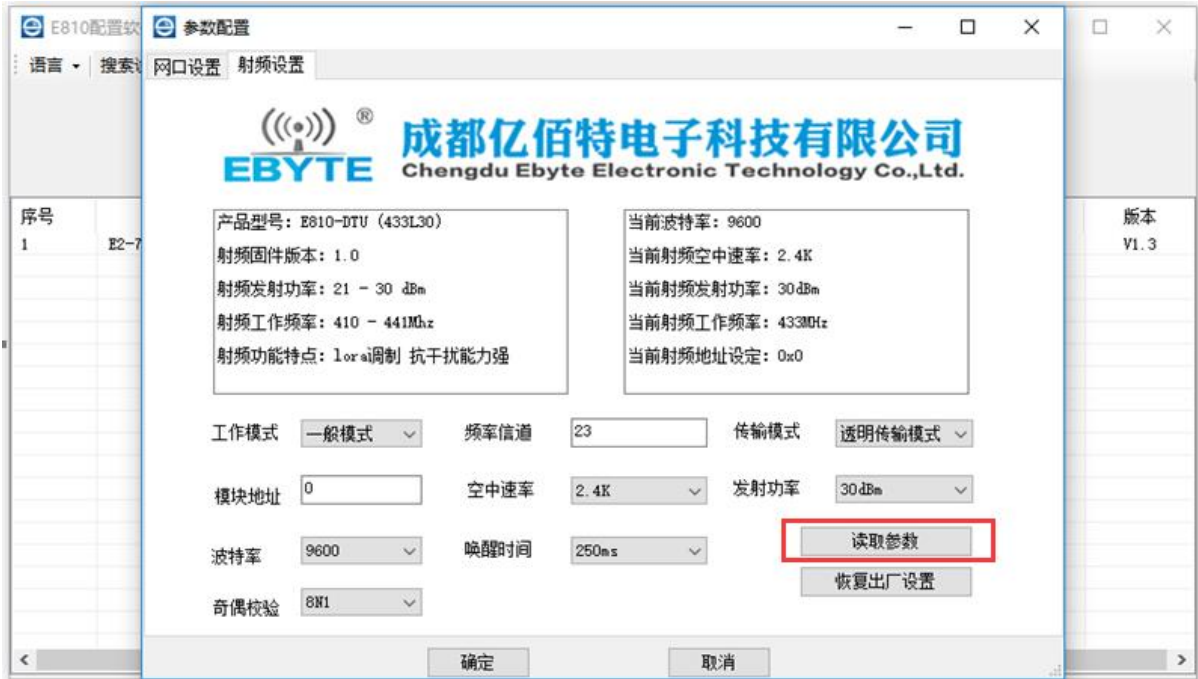 E810配置软
参数配置
语言
搜索
网口设置
射频设置
®
EBYTE
成都亿佰特电子科技有限公司
Chengdu Ebyte Electronic Technology Co.,Ltd.
序号
版本
1
E2-7
V1.3
产品型号: E810-DTU (433L30)
射频固件版本: 1.0
射频发射功率: 21 - 30 dBm
射频工作频率: 410 - 441Mhz
射频功能特点: lora调制 抗干扰能力强
当前波特率: 9600
当前射频空中速率: 2.4K
当前射频发射功率: 30dBm
当前射频工作频率: 433MHz
当前射频地址设定: 0x0
工作模式 一般模式 频率信道 23 传输模式 透明传输模式
模块地址 0 空中速率 2.4K 发射功率 30dBm
波特率 9600 唤醒时间 250ms 读取参数
恢复出厂设置
奇偶校验 8N1
确定 取消